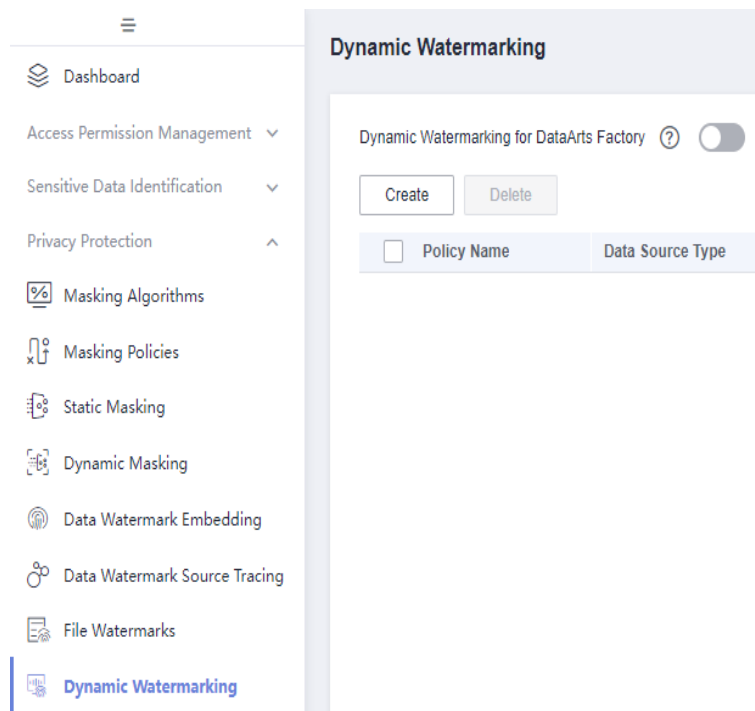 Dashboard
Access Permission Management
Sensitive Data Identification
Privacy Protection
Masking Algorithms
Masking Policies
Static Masking
Dynamic Masking
Data Watermark Embedding
Data Watermark Source Tracing
File Watermarks
Dynamic Watermarking
Dynamic Watermarking
Dynamic Watermarking for DataArts Factory ?
Create Delete
Policy Name Data Source Type